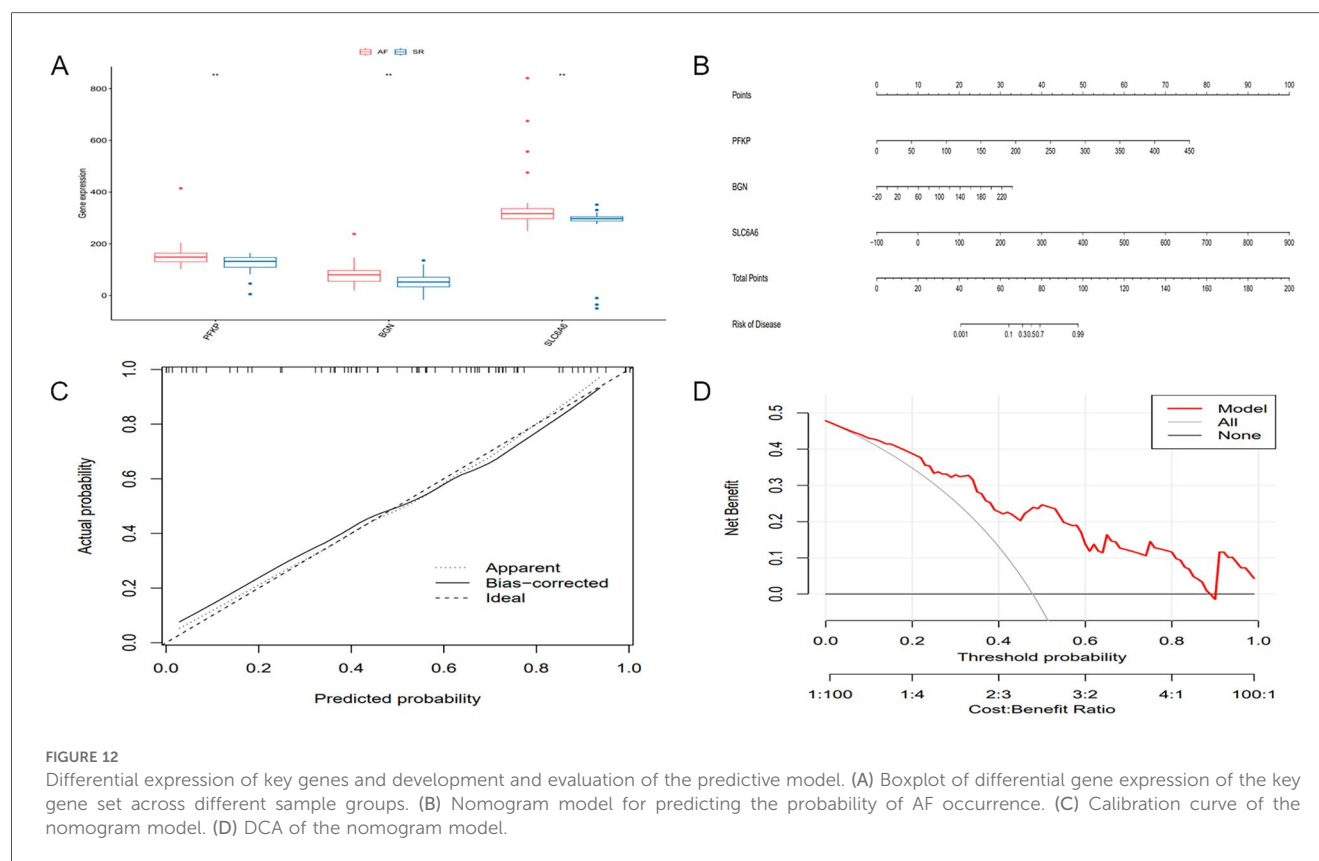 A
AF SR
** ** **
Gene expression
800
600
400
200
0
PFKP BGN SLC6A6
B
Points
0 10 20 30 40 50 60 70 80 90 100
PFKP
0 50 100 150 200 250 300 350 400 450
BGN
−20 20 60 100 140 180 220
SLC6A6
−100 0 100 200 300 400 500 600 700 800 900
Total Points
0 20 40 60 80 100 120 140 160 180 200
Risk of Disease
0.001 0.1 0.30.50.7 0.99
C
Actual probability
1.0
0.8
0.6
0.4
0.2
0.0
Apparent
Bias−corrected
Ideal
0.0 0.2 0.4 0.6 0.8 1.0
Predicted probability
D
Net Benefit
0.5
0.4
0.3
0.2
0.1
0.0
Model
All
None
0.0 0.2 0.4 0.6 0.8 1.0
Threshold probability
1:100 1:4 2:3 3:2 4:1 100:1
Cost:Benefit Ratio
FIGURE 12
Differential expression of key genes and development and evaluation of the predictive model. (A) Boxplot of differential gene expression of the key
gene set across different sample groups. (B) Nomogram model for predicting the probability of AF occurrence. (C) Calibration curve of the
nomogram model. (D) DCA of the nomogram model.